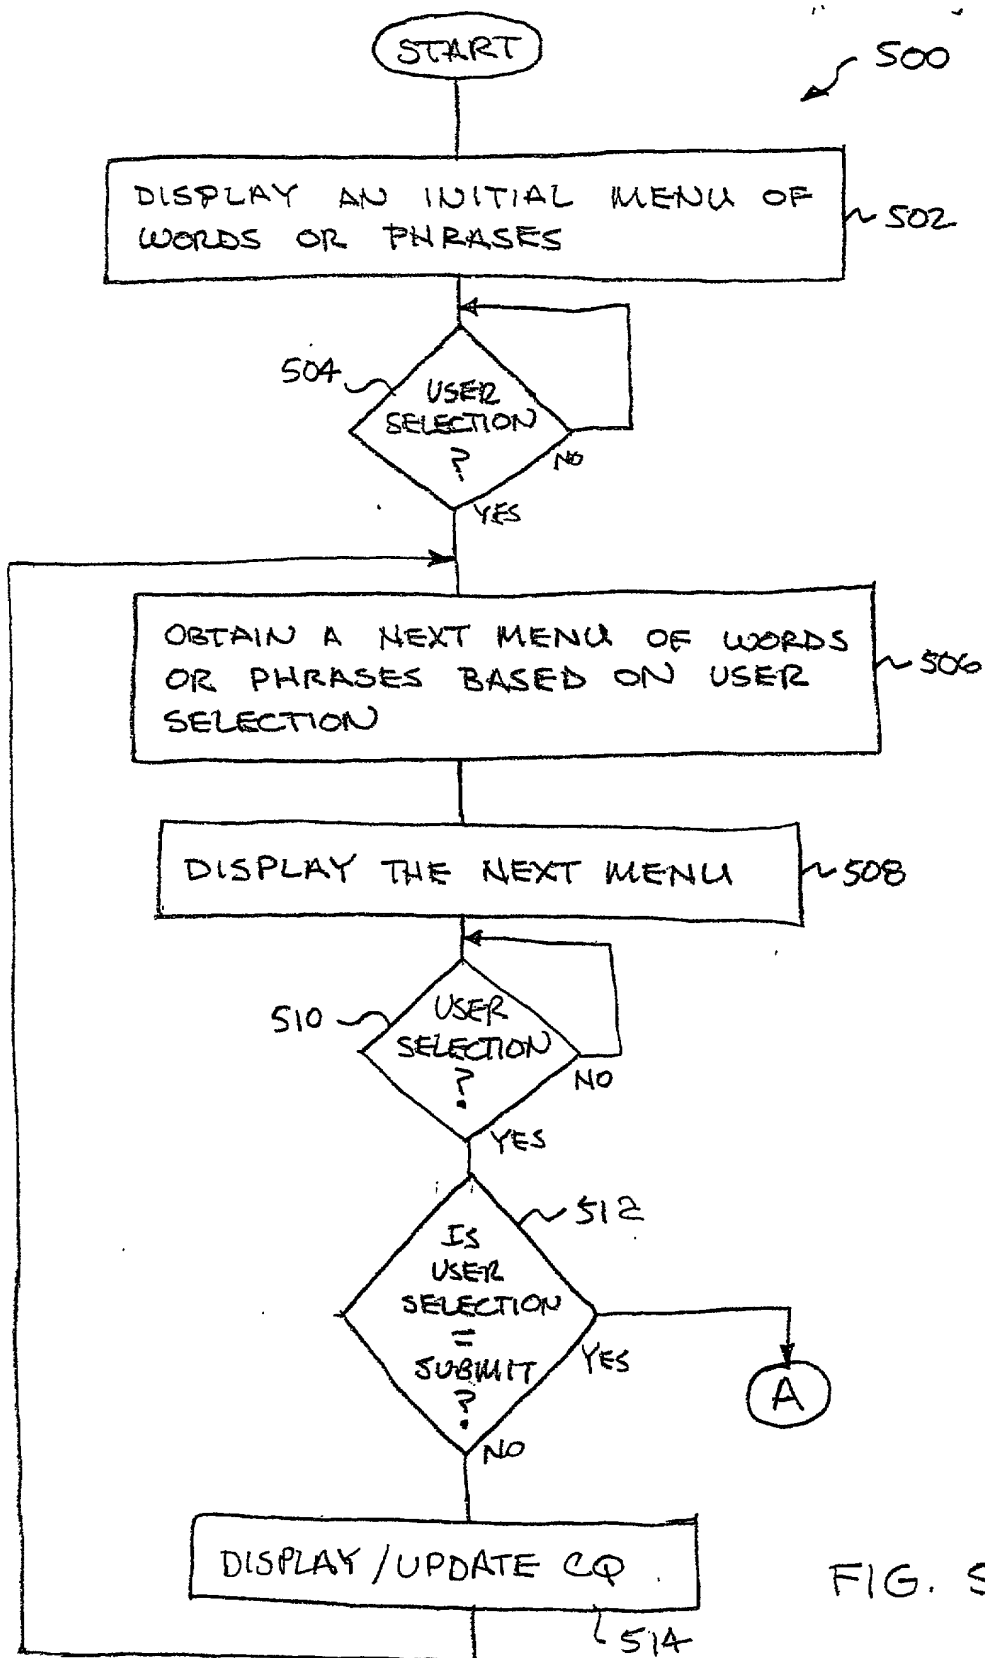 START
500
DISPLAY AN INITIAL MENU OF
WORDS OR PHRASES
502
504
USER
SELECTION
?
NO
YES
OBTAIN A NEXT MENU OF WORDS
OR PHRASES BASED ON USER
SELECTION
506
DISPLAY THE NEXT MENU
508
510
USER
SELECTION
?
NO
YES
512
IS
USER
SELECTION
=
SUBMIT
?
YES
A
NO
DISPLAY/UPDATE CQ
514
FIG. 5